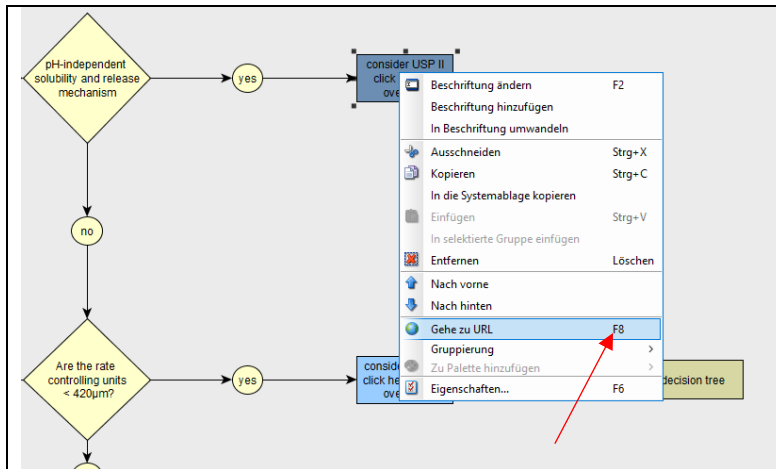 pH-independent
solubility and release
mechanism
yes
consider USP II
click
ove
Beschriftung ändern F2
Beschriftung hinzufügen
In Beschriftung umwandeln
Ausschneiden Strg+X
Kopieren Strg+C
In die Systemablage kopieren
Einfügen Strg+V
In selektierte Gruppe einfügen
Entfernen Löschen
Nach vorne
Nach hinten
Gehe zu URL F8
Gruppierung
Zu Palette hinzufügen
Eigenschaften... F6
no
Are the rate
controlling units
< 420µm?
yes
conside
click he
ove
decision tree